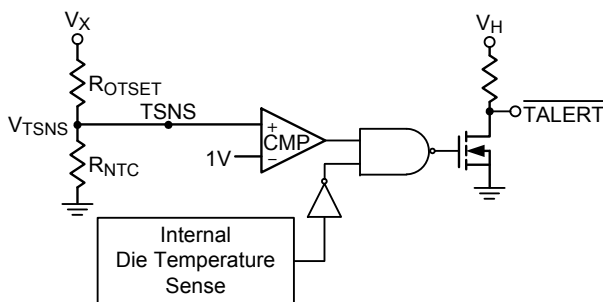 VX
VH
ROTSET
TSNS
VTSNS
+
CMP
1V
−
TALERT
RNTC
Internal
Die Temperature
Sense